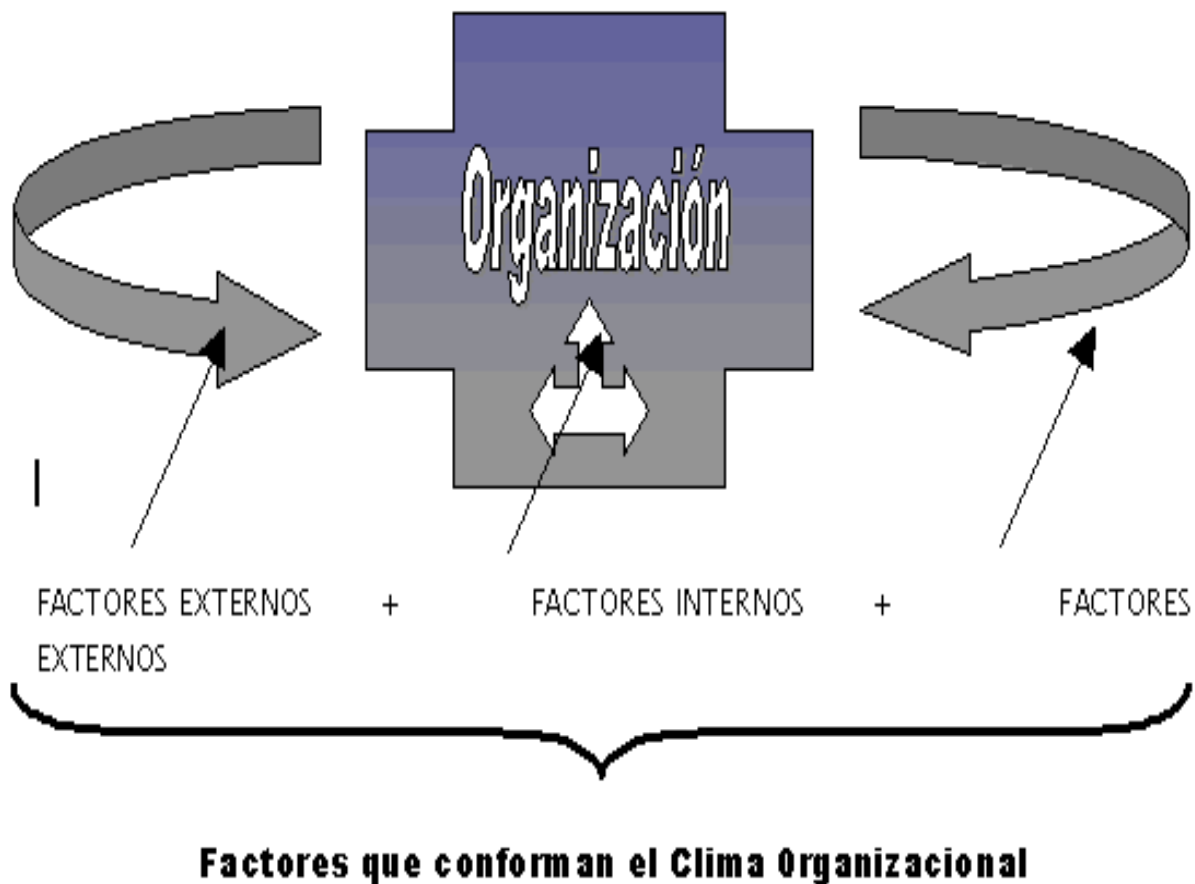 Organización
FACTORES EXTERNOS + FACTORES INTERNOS + FACTORES
EXTERNOS
Factores que conforman el Clima Organizacional